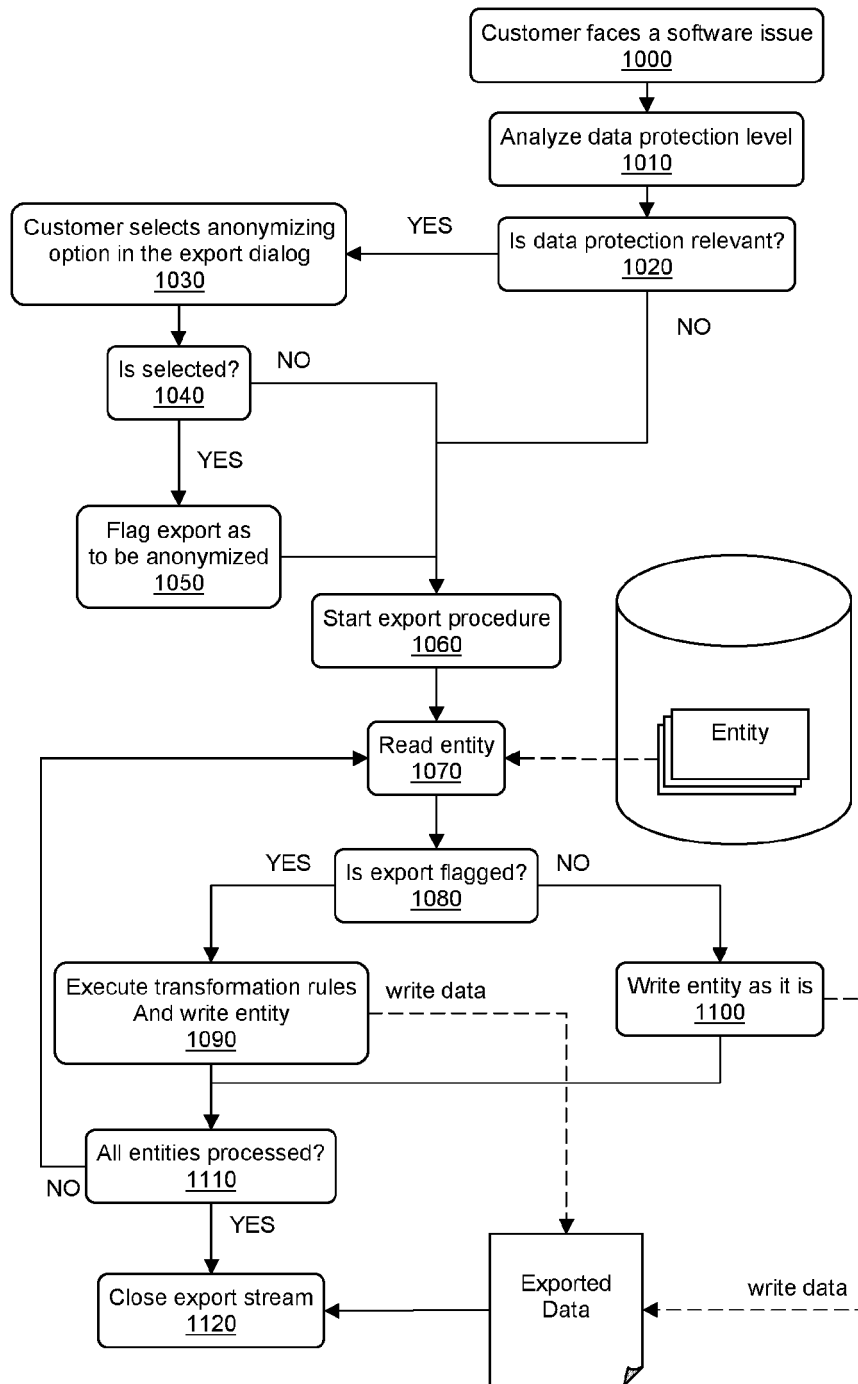 Customer faces a software issue
1000
Analyze data protection level
1010
Customer selects anonymizing
option in the export dialog
1030
YES
Is data protection relevant?
1020
NO
Is selected?
1040
NO
YES
Flag export as
to be anonymized
1050
Start export procedure
1060
Read entity
1070
Entity
YES
Is export flagged?
1080
NO
Execute transformation rules
And write entity
1090
write data
Write entity as it is
1100
All entities processed?
1110
NO
YES
Close export stream
1120
Exported
Data
write data